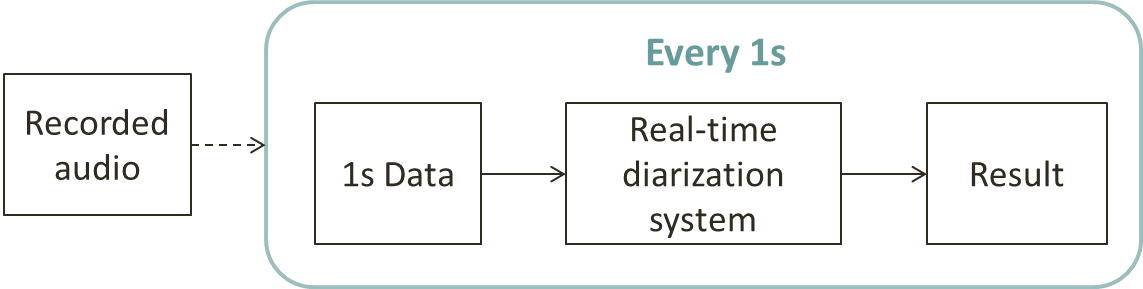 Every 1s
Recorded
audio
1s Data
Real-time
diarization
system
Result